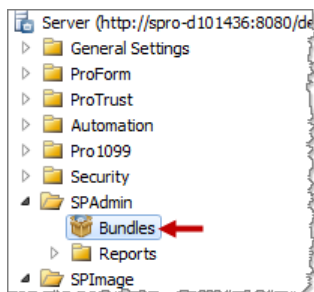 Server (http://spro-d101436:8080/de
General Settings
ProForm
ProTrust
Automation
Pro1099
Security
SPAdmin
Bundles
Reports
SPImage